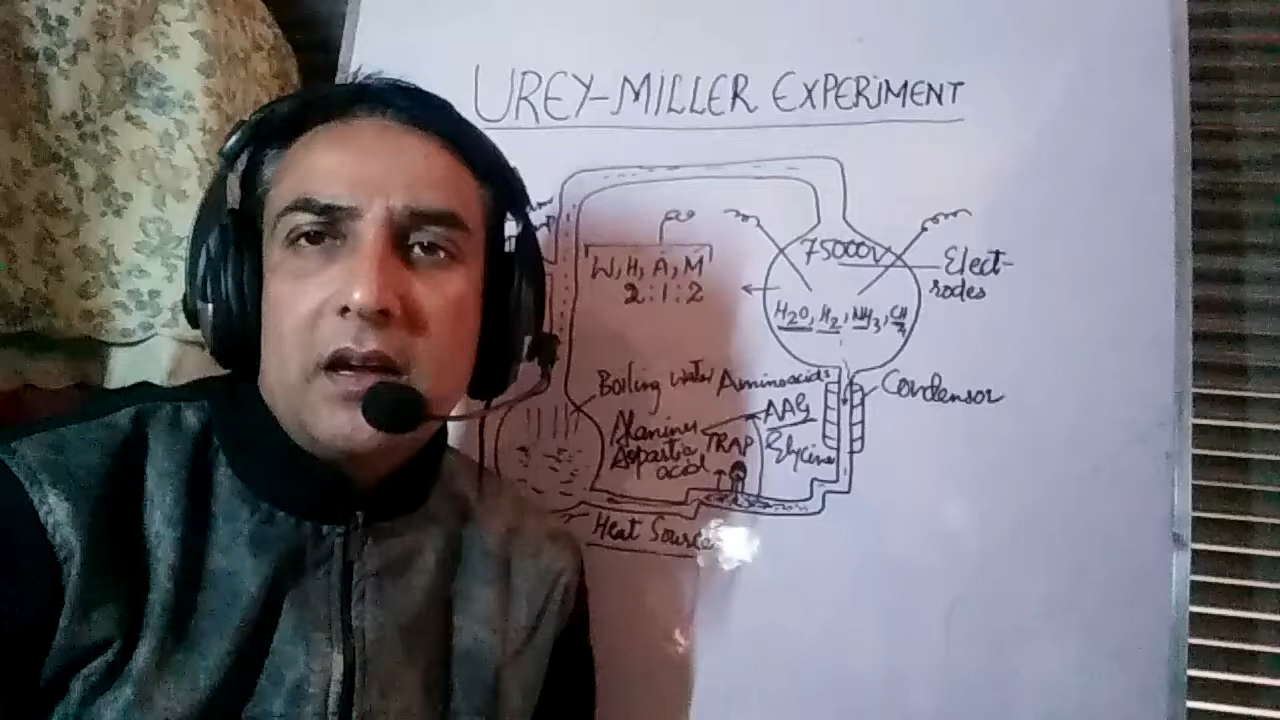 UREY-MILLER EXPERIMENT
75000V
Elect-
rodes
W, H, A, M
2:1:2
H2O, H2, NH3, CH4
Boiling water
Aminoacids
Condensor
Alanine
AAG
Aspartic
acid
TRAP
Glycine
Heat Source